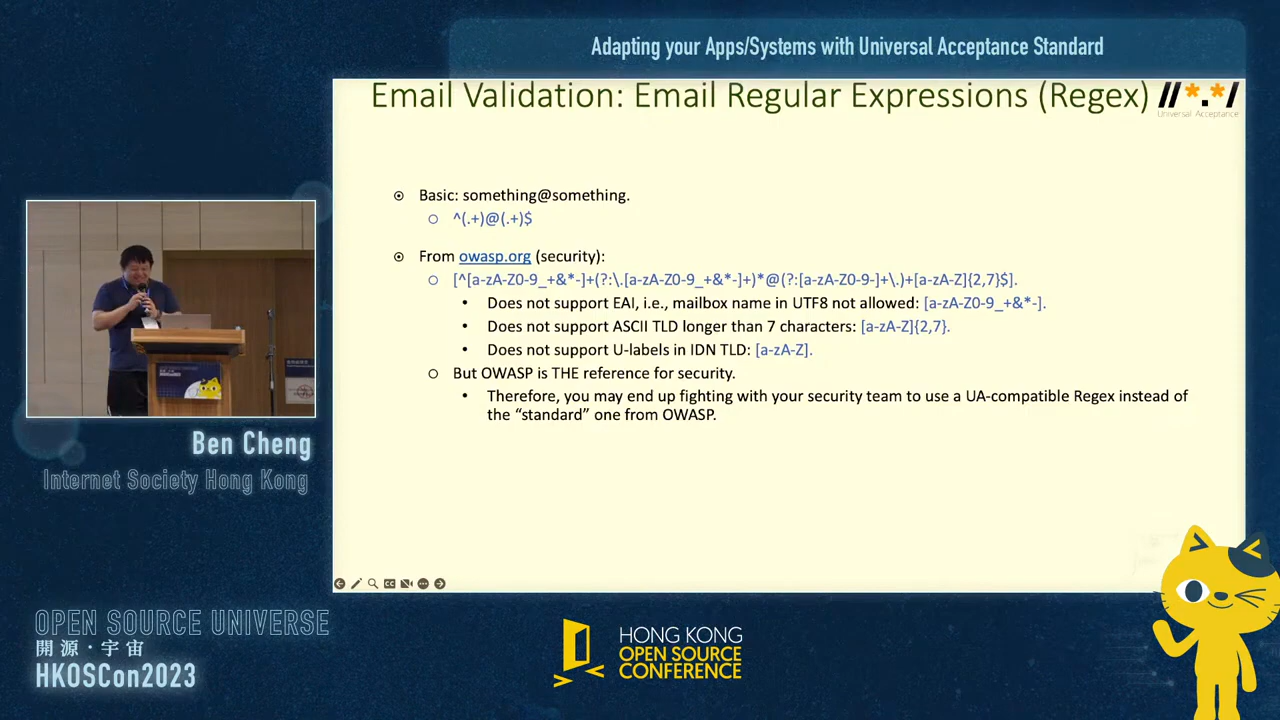 Adapting your Apps/Systems with Universal Acceptance Standard
Email Validation: Email Regular Expressions (Regex)
//*.*/
Universal Acceptance
Basic: something@something.
^(.+)@(.+)$
From owasp.org (security):
[^[a-zA-Z0-9_+&*-]+(?:\.[a-zA-Z0-9_+&*-]+)*@(?:[a-zA-Z0-9-]+\.)+[a-zA-Z]{2,7}$].
Does not support EAI, i.e., mailbox name in UTF8 not allowed: [a-zA-Z0-9_+&*-].
Does not support ASCII TLD longer than 7 characters: [a-zA-Z]{2,7}.
Does not support U-labels in IDN TLD: [a-zA-Z].
But OWASP is THE reference for security.
Therefore, you may end up fighting with your security team to use a UA-compatible Regex instead of
the “standard” one from OWASP.
Ben Cheng
Internet Society Hong Kong
OPEN SOURCE UNIVERSE
開源·宇宙
HKOSCon2023
HONG KONG
OPEN SOURCE
CONFERENCE